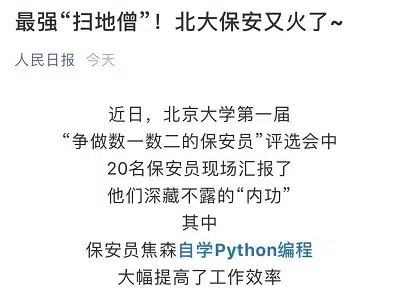 最强“扫地僧”！北大保安又火了~
人民日报 今天
近日，北京大学第一届
“争做数一数二的保安员”评选会中
20名保安员现场汇报了
他们深藏不露的“内功”
其中
保安员焦森自学Python编程
大幅提高了工作效率